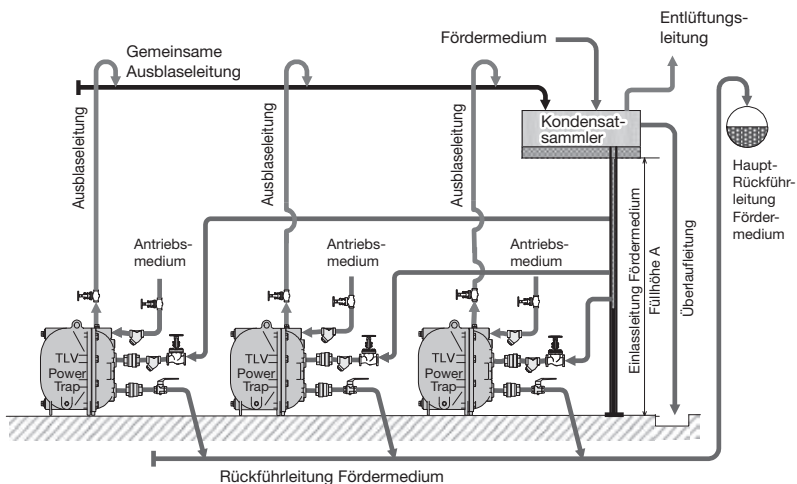 Gemeinsame
Ausblaseleitung
Fördermedium
Entlüftungs-
leitung
Kondensat-
sammler
Ausblaseleitung
Ausblaseleitung
Ausblaseleitung
Haupt-
Rückführ-
leitung
Förder-
medium
Antriebs-
medium
Antriebs-
medium
Antriebs-
medium
Einlassleitung Fördermedium
Füllhöhe A
Überlaufleitung
TLV
Power
Trap
TLV
Power
Trap
TLV
Power
Trap
Rückführleitung Fördermedium